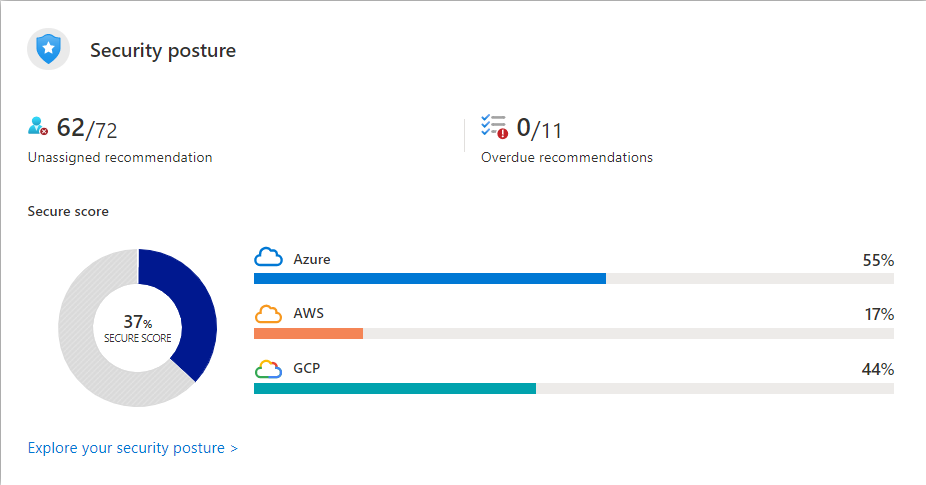 Security posture
62/72
Unassigned recommendation
0/11
Overdue recommendations
Secure score
37%
SECURE SCORE
Azure 55%
AWS 17%
GCP 44%
Explore your security posture >